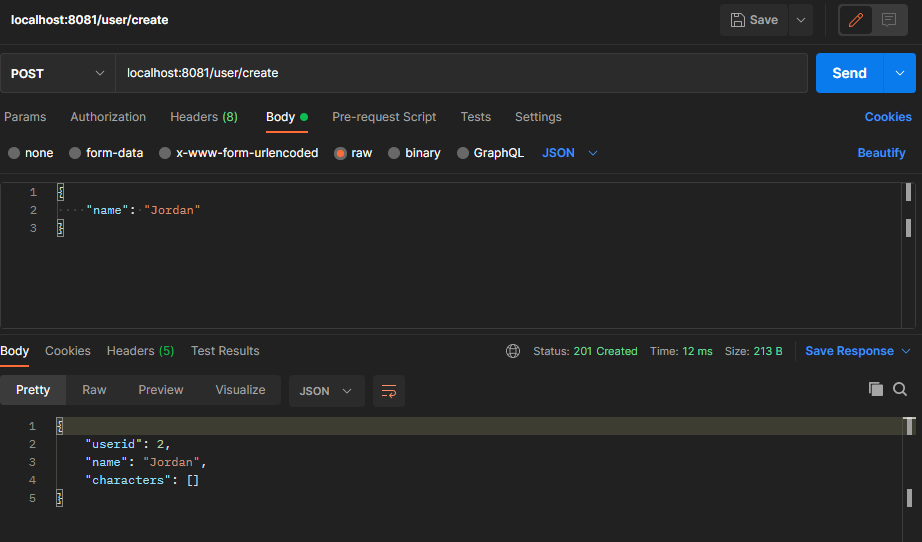 localhost:8081/user/create Save
POST localhost:8081/user/create Send
Params Authorization Headers (8) Body Pre-request Script Tests Settings Cookies
none form-data x-www-form-urlencoded raw binary GraphQL JSON Beautify
1 {
2 "name": "Jordan"
3 }
Body Cookies Headers (5) Test Results Status: 201 Created Time: 12 ms Size: 213 B Save Response
Pretty Raw Preview Visualize JSON
1 {
2 "userid": 2,
3 "name": "Jordan",
4 "characters": []
5 }